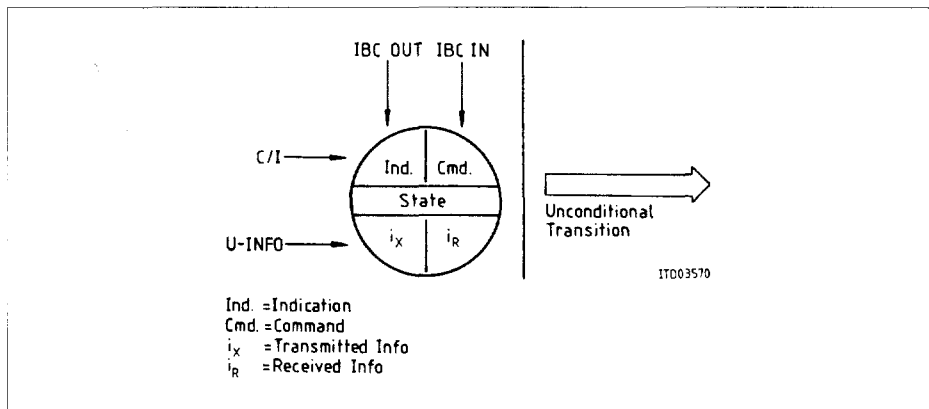 IBC OUT IBC IN
C/I
Ind. Cmd.
State
U-INFO
iX iR
Unconditional
Transition
ITD03570
Ind. =Indication
Cmd. =Command
iX =Transmitted Info
iR =Received Info